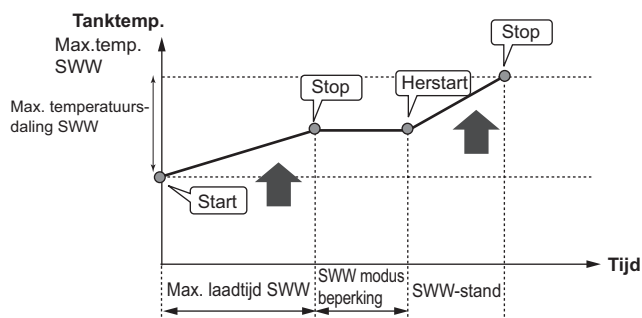 Tanktemp.
Max.temp.
SWW
Stop
Stop
Herstart
Max. temperatuurs-
daling SWW
Start
Tijd
Max. laadtijd SWW
SWW modus
beperking
SWW-stand